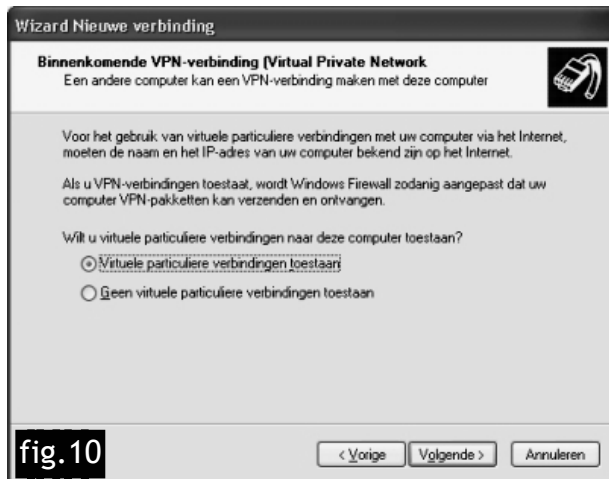 Wizard Nieuwe verbinding
Binnenkomende VPN-verbinding (Virtual Private Network
Een andere computer kan een VPN-verbinding maken met deze computer
Voor het gebruik van virtuele particuliere verbindingen met uw computer via het Internet,
moeten de naam en het IP-adres van uw computer bekend zijn op het Internet.
Als u VPN-verbindingen toestaat, wordt Windows Firewall zodanig aangepast dat uw
computer VPN-pakketten kan verzenden en ontvangen.
Wilt u virtuele particuliere verbindingen naar deze computer toestaan?
Virtuele particuliere verbindingen toestaan
Geen virtuele particuliere verbindingen toestaan
fig.10
< Vorige Volgende > Annuleren